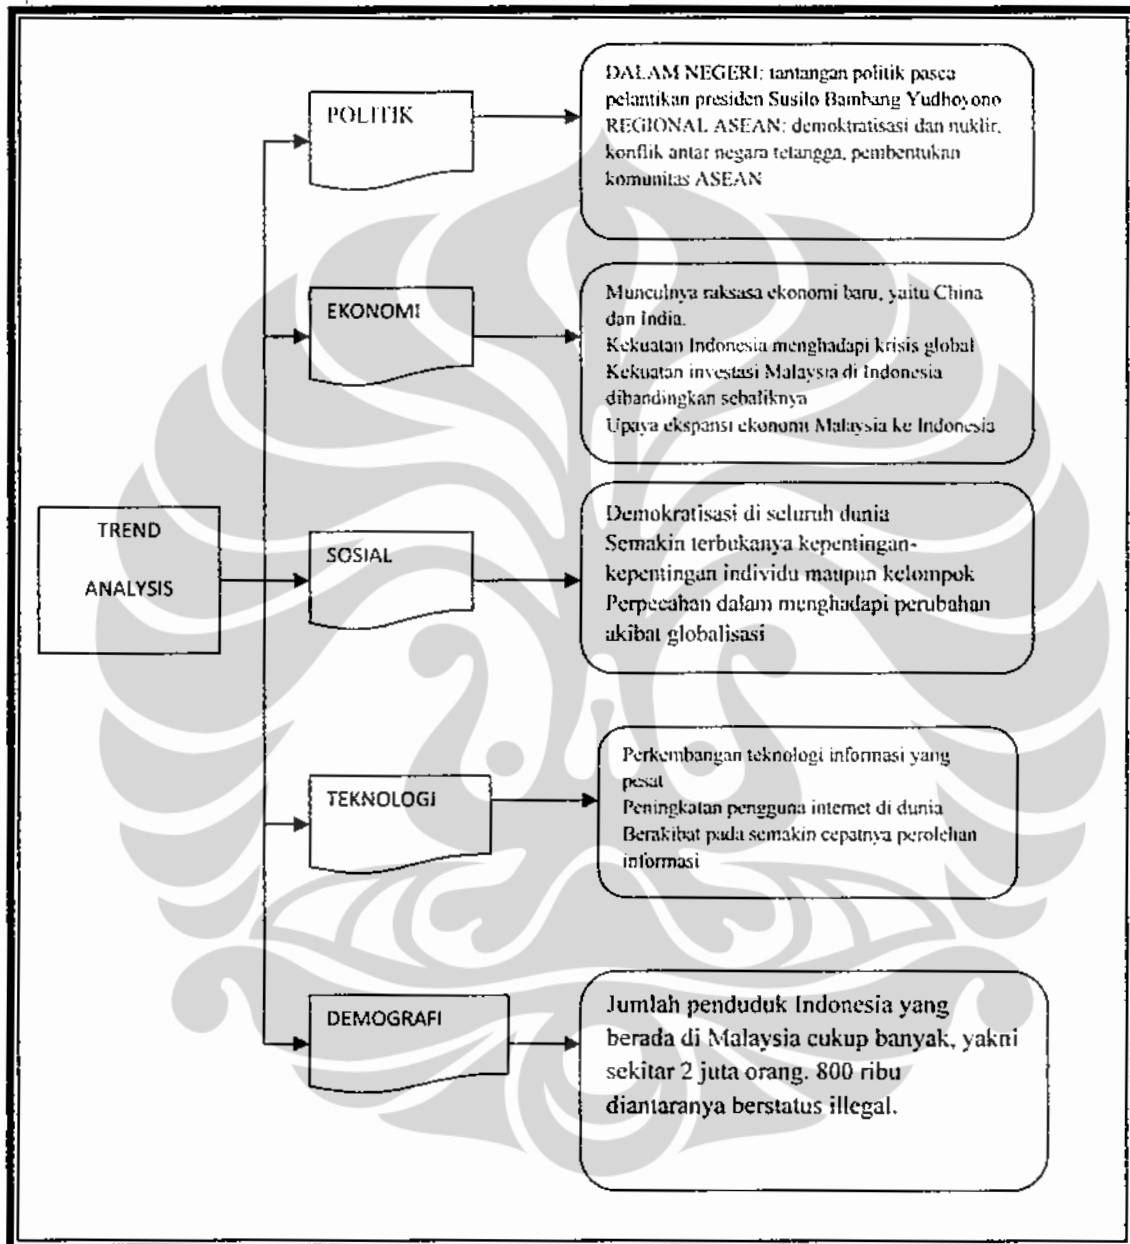 POLITIK
DALAM NEGERI: tantangan politik pasca
pelantikan presiden Susilo Bambang Yudhoyono
REGIONAL ASEAN: demoktratisasi dan nuklir,
konflik antar negara tetangga, pembentukan
komunitas ASEAN
EKONOMI
Munculnya raksasa ekonomi baru, yaitu China
dan India.
Kekuatan Indonesia menghadapi krisis global
Kekuatan investasi Malaysia di Indonesia
dibandingkan sebaliknya
Upaya ekspansi ekonomi Malaysia ke Indonesia
TREND
ANALYSIS
SOSIAL
Demokratisasi di seluruh dunia
Semakin terbukanya kepentingan-
kepentingan individu maupun kelompok
Perpecahan dalam menghadapi perubahan
akibat globalisasi
TEKNOLOGI
Perkembangan teknologi informasi yang
pesat
Peningkatan pengguna internet di dunia
Berakibat pada semakin cepatnya perolehan
informasi
DEMOGRAFI
Jumlah penduduk Indonesia yang
berada di Malaysia cukup banyak, yakni
sekitar 2 juta orang. 800 ribu
diantaranya berstatus illegal.